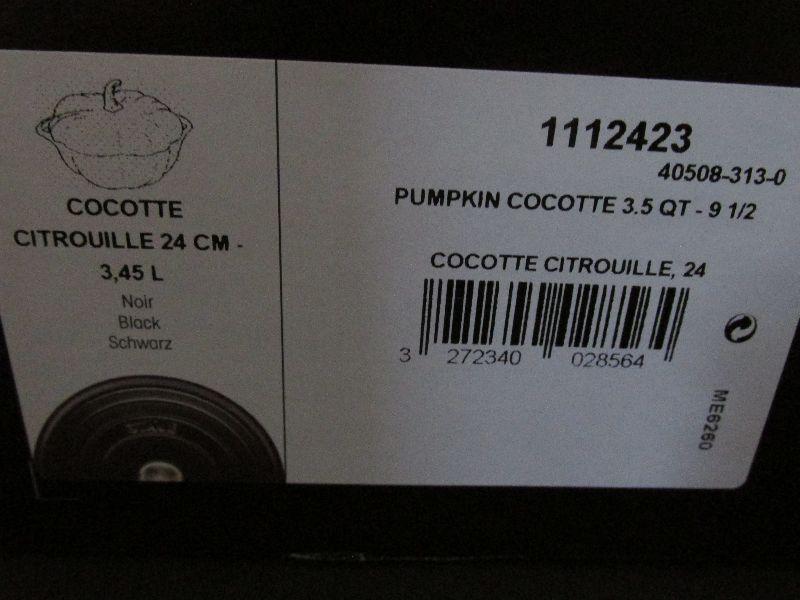 COCOTTE
CITROUILLE 24 CM -
3,45 L
Noir
Black
Schwarz
STAUB
1112423
40508-313-0
PUMPKIN COCOTTE 3.5 QT - 9 1/2
COCOTTE CITROUILLE, 24
3 272340 028564
ME6260